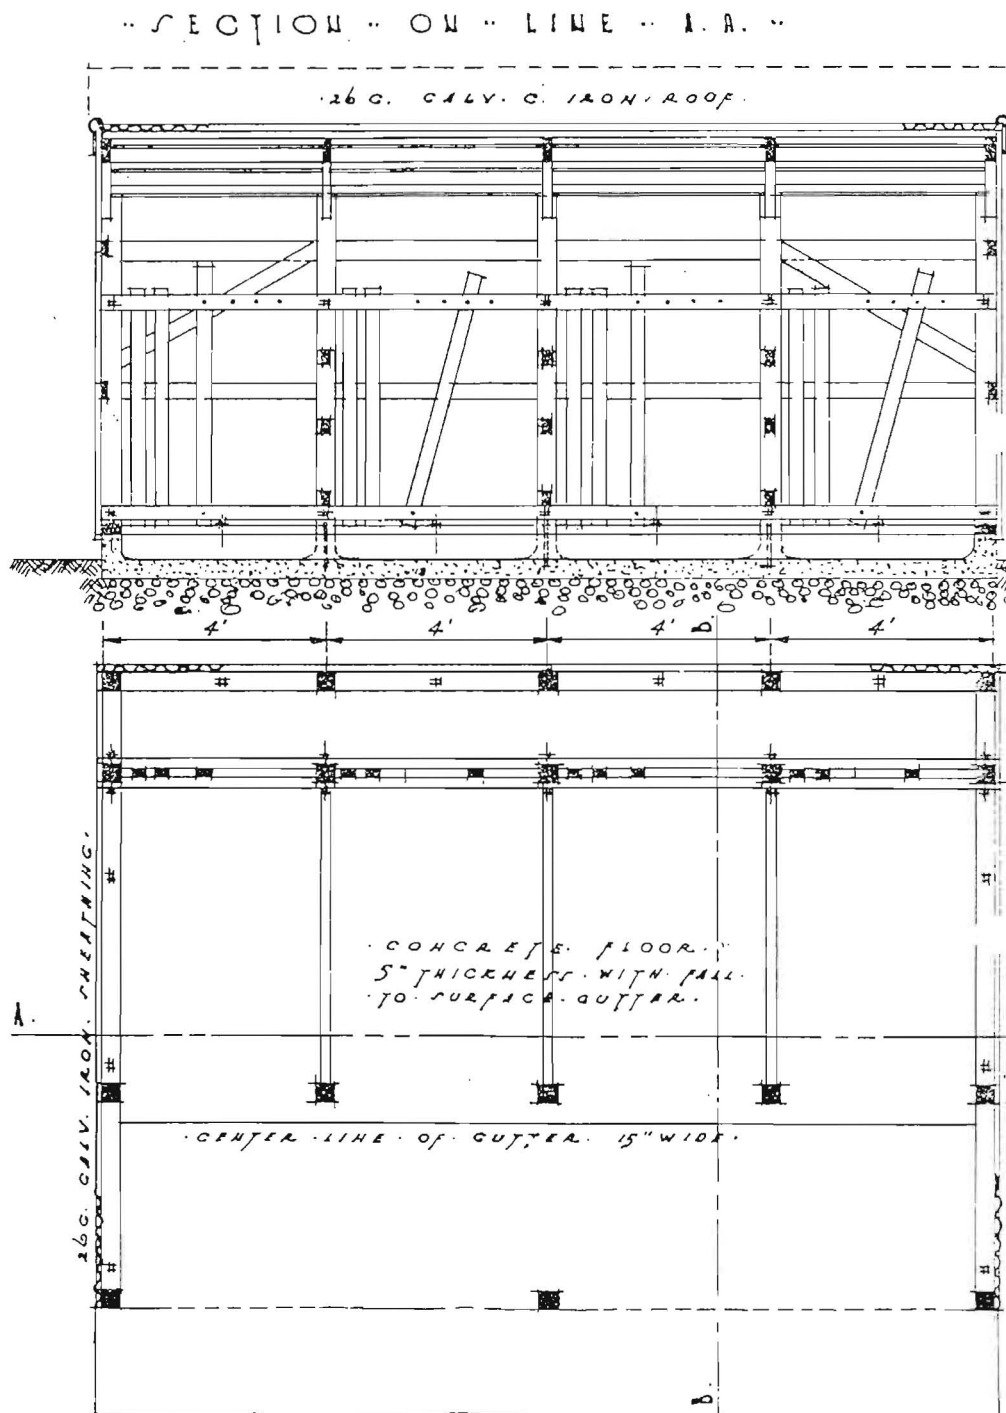 ·· SECTION ·· ON ·· LINE ·· A. A. ··
·26 G. GALV. C. IRON· ROOF·
4' 4' 4' 4'
B.
·26 G. GALV. IRON. SHEATHING·
·CONCRETE· FLOOR·
5" THICKNESS· WITH· FALL·
·TO· SURFACE· GUTTER·
A.
·CENTER· LINE· OF· GUTTER· 15" WIDE·
B.